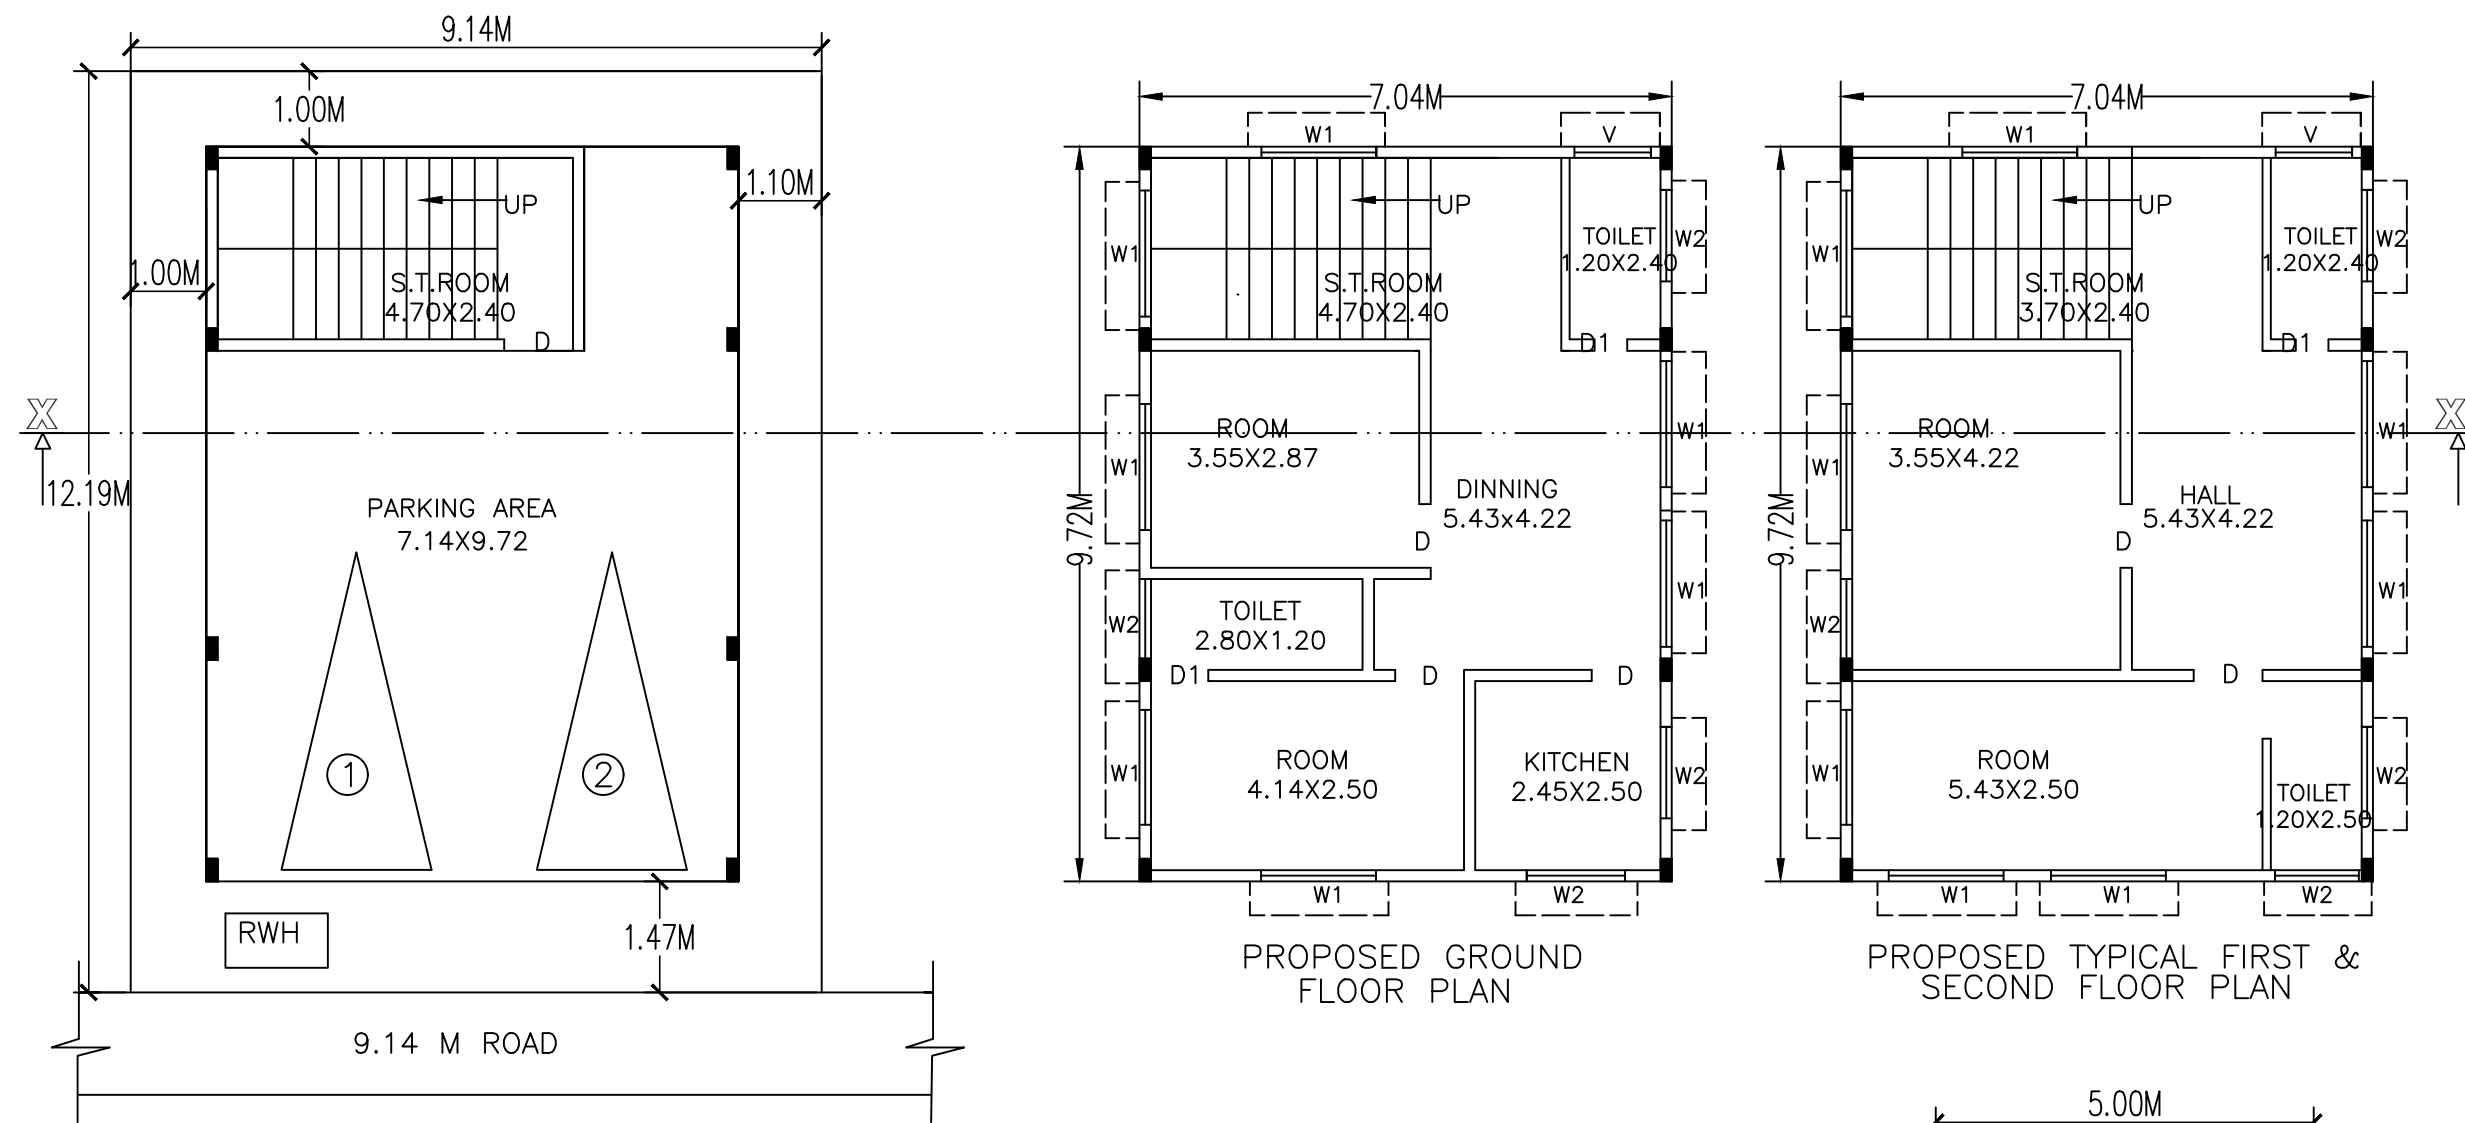 9.14M
1.00M
1.10M
UP
1.00M
S.T.ROOM
4.70X2.40
D
X
12.19M
PARKING AREA
7.14X9.72
1
2
RWH
1.47M
9.14 M ROAD
7.04M
W1
V
UP
W1
TOILET
1.20X2.40
W2
S.T.ROOM
4.70X2.40
D1
ROOM
3.55X2.87
W1
W1
DINNING
5.43x4.22
9.72M
D
W1
TOILET
2.80X1.20
W2
D1
D
D
ROOM
4.14X2.50
W1
KITCHEN
2.45X2.50
W2
W1
W2
PROPOSED GROUND
FLOOR PLAN
7.04M
W1
V
UP
W1
TOILET
1.20X2.40
W2
S.T.ROOM
3.70X2.40
D1
X
ROOM
3.55X4.22
W1
W1
HALL
5.43X4.22
9.72M
D
W1
W2
D
ROOM
5.43X2.50
W1
W2
TOILET
1.20X2.50
W1
W1
W2
PROPOSED TYPICAL FIRST &
SECOND FLOOR PLAN
5.00M